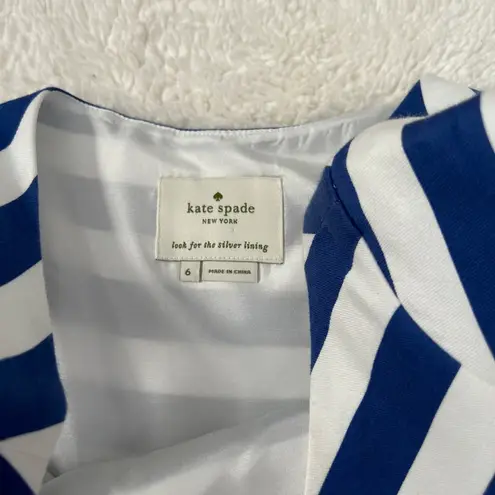 kate spade
NEW YORK
look for the silver lining
6
MADE IN CHINA